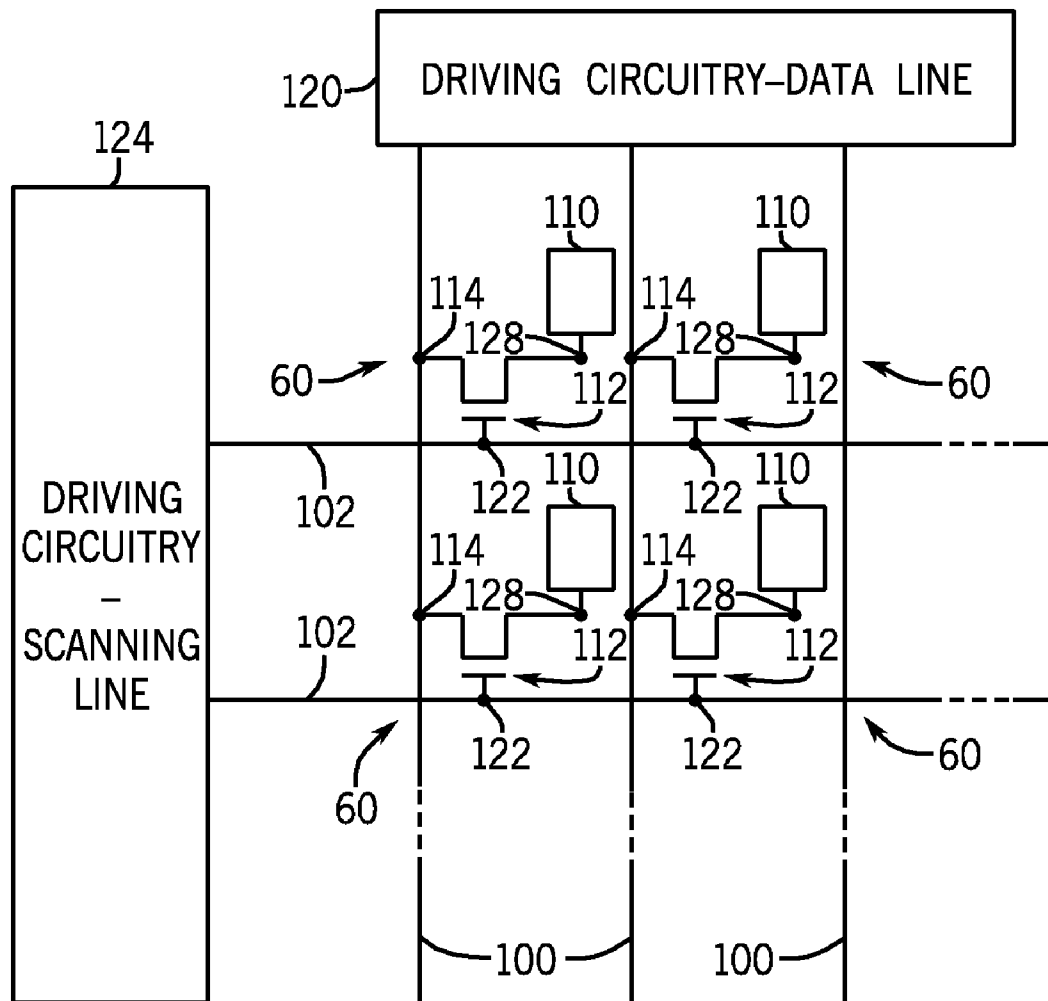 DRIVING CIRCUITRY–DATA LINE
120
124
110 110
114 114
128 128
60 60
112 112
DRIVING
CIRCUITRY
–
SCANNING
LINE
102 122 110 122 110
114 114
128 128
102 112 112
122 122
60 60
100 100